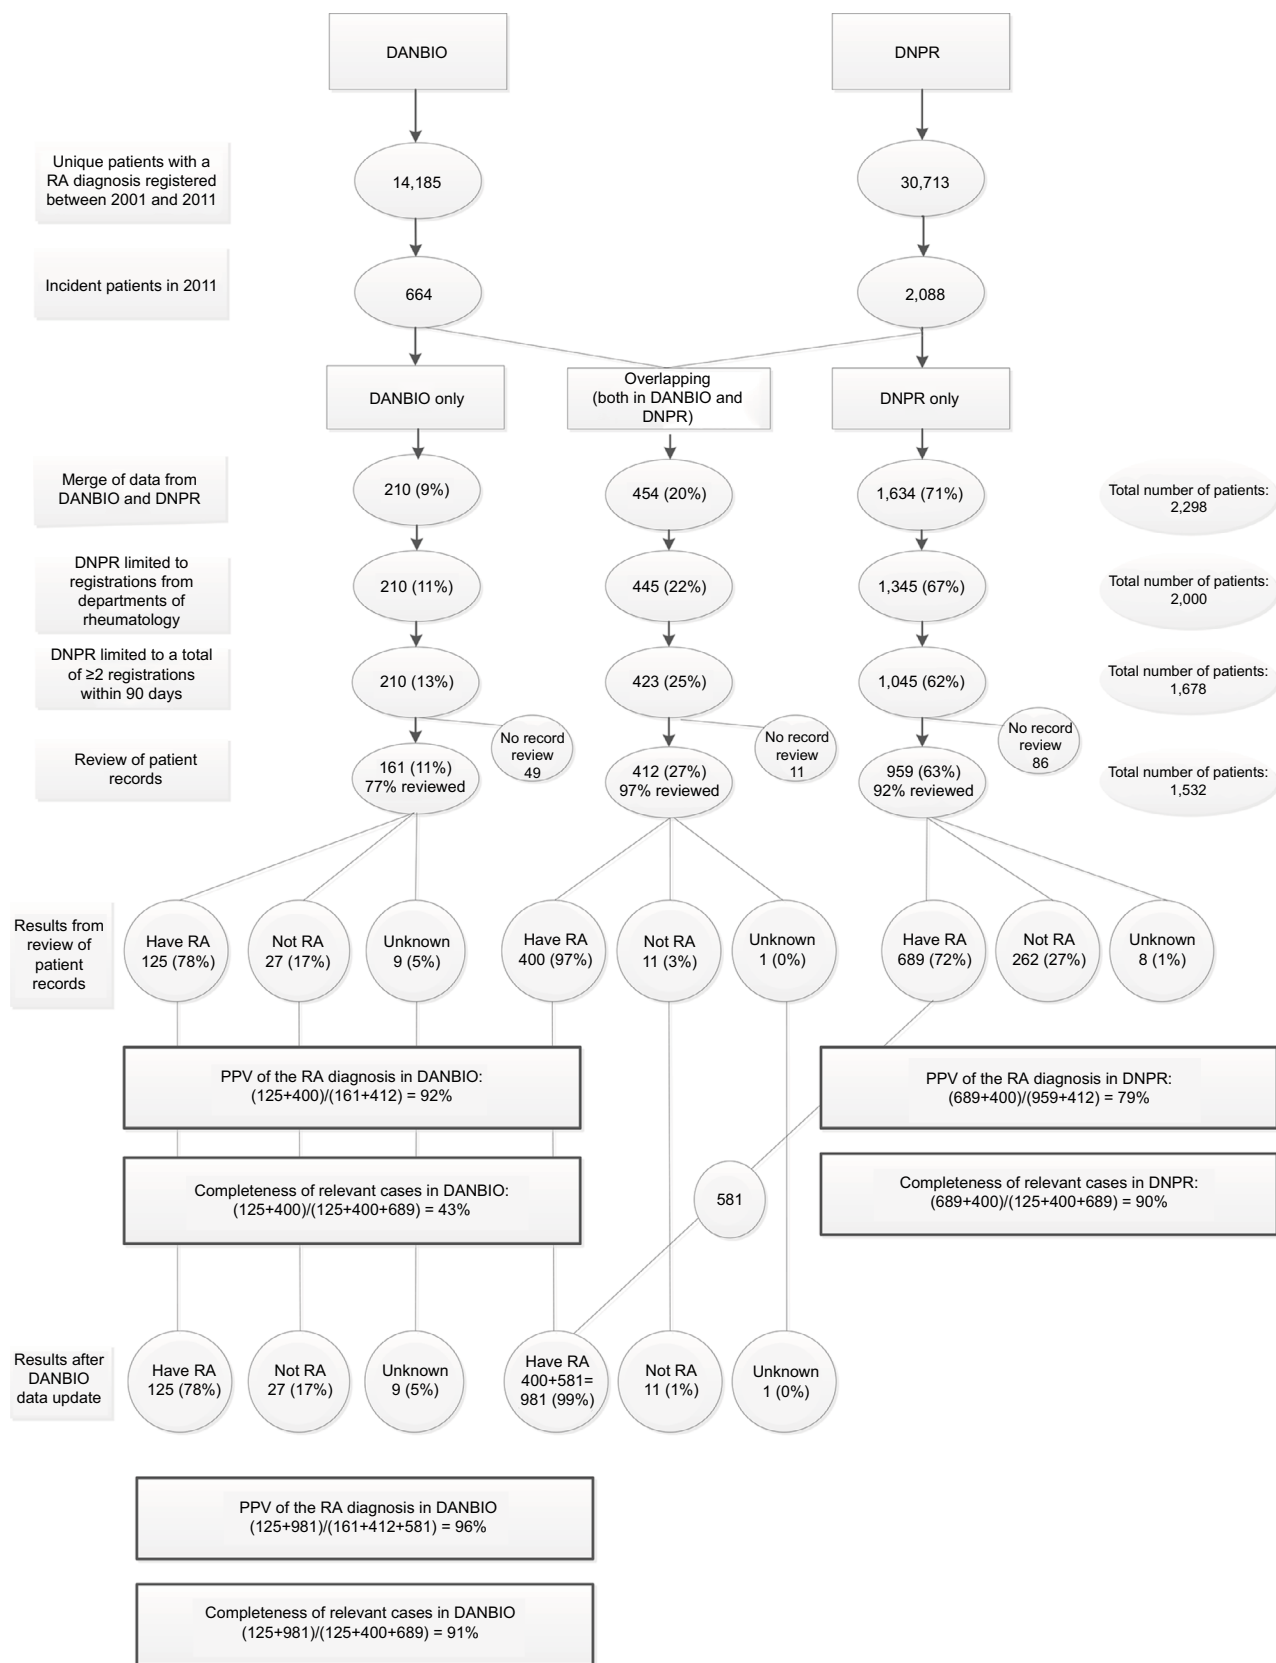 DANBIO
DNPR
Unique patients with a
RA diagnosis registered
between 2001 and 2011
14,185
30,713
Incident patients in 2011
664
2,088
DANBIO only
Overlapping
(both in DANBIO and
DNPR)
DNPR only
Merge of data from
DANBIO and DNPR
210 (9%)
454 (20%)
1,634 (71%)
Total number of patients:
2,298
DNPR limited to
registrations from
departments of
rheumatology
210 (11%)
445 (22%)
1,345 (67%)
Total number of patients:
2,000
DNPR limited to a total
of ≥2 registrations
within 90 days
210 (13%)
423 (25%)
1,045 (62%)
Total number of patients:
1,678
No record
review
49
No record
review
11
No record
review
86
Review of patient
records
161 (11%)
77% reviewed
412 (27%)
97% reviewed
959 (63%)
92% reviewed
Total number of patients:
1,532
Results from
review of
patient
records
Have RA
125 (78%)
Not RA
27 (17%)
Unknown
9 (5%)
Have RA
400 (97%)
Not RA
11 (3%)
Unknown
1 (0%)
Have RA
689 (72%)
Not RA
262 (27%)
Unknown
8 (1%)
PPV of the RA diagnosis in DANBIO:
(125+400)/(161+412) = 92%
PPV of the RA diagnosis in DNPR:
(689+400)/(959+412) = 79%
Completeness of relevant cases in DANBIO:
(125+400)/(125+400+689) = 43%
581
Completeness of relevant cases in DNPR:
(689+400)/(125+400+689) = 90%
Results after
DANBIO
data update
Have RA
125 (78%)
Not RA
27 (17%)
Unknown
9 (5%)
Have RA
400+581=
981 (99%)
Not RA
11 (1%)
Unknown
1 (0%)
PPV of the RA diagnosis in DANBIO
(125+981)/(161+412+581) = 96%
Completeness of relevant cases in DANBIO
(125+981)/(125+400+689) = 91%